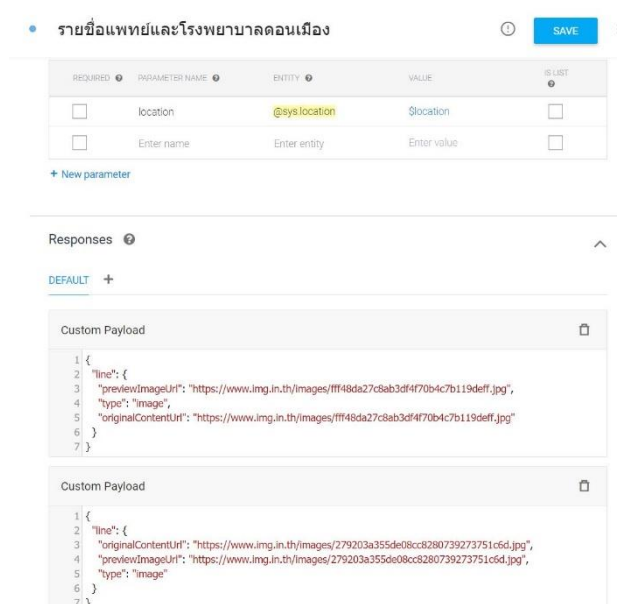 รายชื่อแพทย์และโรงพยาบาลดอนเมือง
SAVE
REQUIRED PARAMETER NAME ENTITY VALUE IS LIST
location @sys.location $location
Enter name Enter entity Enter value
+ New parameter
Responses
DEFAULT +
Custom Payload
1 {
2 "line": {
3 "previewImageUrl": "https://www.img.in.th/images/fff48da27c8ab3df4f70b4c7b119deff.jpg",
4 "type": "image",
5 "originalContentUrl": "https://www.img.in.th/images/fff48da27c8ab3df4f70b4c7b119deff.jpg"
6 }
7 }
Custom Payload
1 {
2 "line": {
3 "originalContentUrl": "https://www.img.in.th/images/279203a355de08cc8280739273751c6d.jpg",
4 "previewImageUrl": "https://www.img.in.th/images/279203a355de08cc8280739273751c6d.jpg",
5 "type": "image"
6 }
7 }